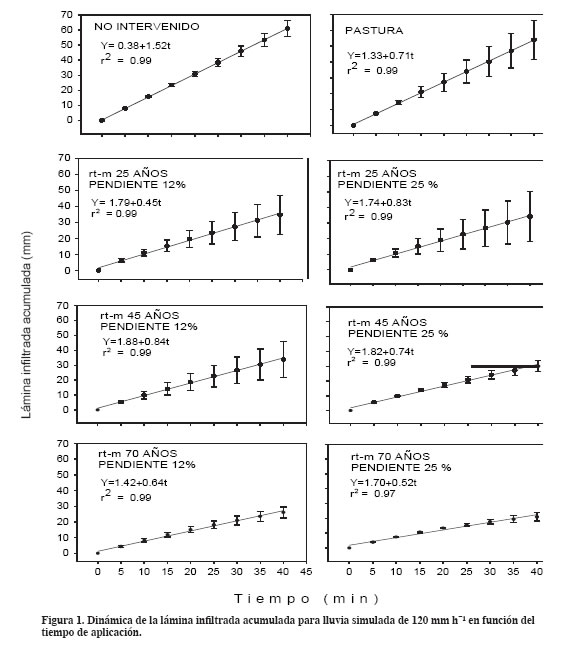 NO INTERVENIDO
Y= 0.38+1.52t
r² = 0.99
70
60
50
40
30
20
10
0
PASTURA
Y=1.33+0.71t
r² = 0.99
rt-m 25 AÑOS
PENDIENTE 12%
Y= 1.79+0.45t
r² = 0.99
70
60
50
40
30
20
10
0
rt-m 25 AÑOS
PENDIENTE 25 %
Y=1.74+0.83t
r² = 0.99
Lámina infiltrada acumulada (mm)
rt-m 45 AÑOS
PENDIENTE 12%
Y=1.88+0.84t
r² = 0.99
70
60
50
40
30
20
10
0
rt-m 45 AÑOS
PENDIENTE 25 %
Y=1.82+0.74t
r² = 0.99
rt-m 70 AÑOS
PENDIENTE 12%
Y=1.42+0.64t
r² = 0.99
70
60
50
40
30
20
10
0
rt-m 70 AÑOS
PENDIENTE 25 %
Y=1.70+0.52t
r² = 0.97
0 5 10 15 20 25 30 35 40 45
0 5 10 15 20 25 30 35 40
Tiempo (min)
Figura 1. Dinámica de la lámina infiltrada acumulada para lluvia simulada de 120 mm h⁻¹ en función del
tiempo de aplicación.